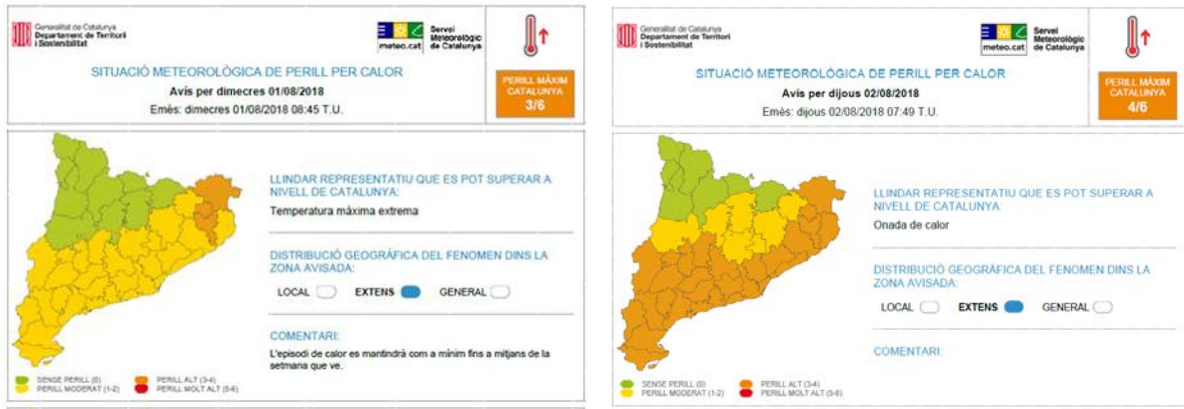 Generalitat de Catalunya
Departament de Territori
i Sostenibilitat
meteo.cat
Servei
Meteorològic
de Catalunya
SITUACIÓ METEOROLÒGICA DE PERILL PER CALOR
Avís per dimecres 01/08/2018
Emès: dimecres 01/08/2018 08:45 T.U.
PERILL MÀXIM
CATALUNYA
3/6
LLINDAR REPRESENTATIU QUE ES POT SUPERAR A
NIVELL DE CATALUNYA:
Temperatura màxima extrema
DISTRIBUCIÓ GEOGRÀFICA DEL FENOMEN DINS LA
ZONA AVISADA:
LOCAL EXTENS GENERAL
COMENTARI:
L'episodi de calor es mantindrà com a mínim fins a mitjans de la
setmana que ve.
SENSE PERILL (0) PERILL ALT (3-4)
PERILL MODERAT (1-2) PERILL MOLT ALT (5-6)
Generalitat de Catalunya
Departament de Territori
i Sostenibilitat
meteo.cat
Servei
Meteorològic
de Catalunya
SITUACIÓ METEOROLÒGICA DE PERILL PER CALOR
Avís per dijous 02/08/2018
Emès: dijous 02/08/2018 07:49 T.U.
PERILL MÀXIM
CATALUNYA
4/6
LLINDAR REPRESENTATIU QUE ES POT SUPERAR A
NIVELL DE CATALUNYA:
Onada de calor
DISTRIBUCIÓ GEOGRÀFICA DEL FENOMEN DINS LA
ZONA AVISADA:
LOCAL EXTENS GENERAL
COMENTARI:
SENSE PERILL (0) PERILL ALT (3-4)
PERILL MODERAT (1-2) PERILL MOLT ALT (5-6)